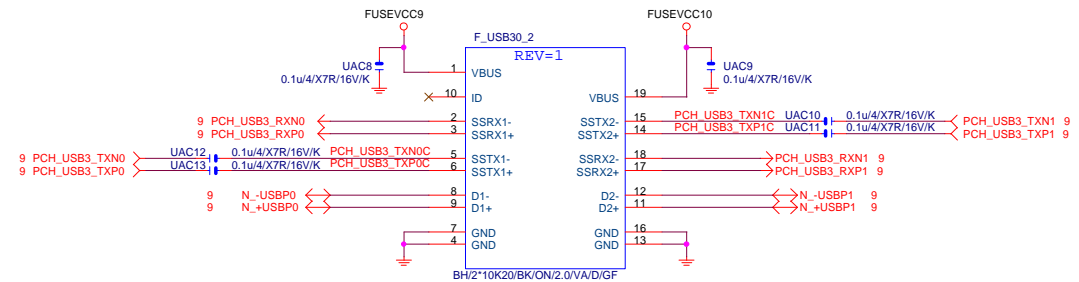 FUSEVCC9
FUSEVCC10
F_USB30_2
REV=1
UAC8
0.1u/4/X7R/16V/K
UAC9
0.1u/4/X7R/16V/K
1 VBUS
10 ID
VBUS 19
9 PCH_USB3_RXN0 2 SSRX1-
9 PCH_USB3_RXP0 3 SSRX1+
SSTX2- 15 PCH_USB3_TXN1C UAC10 0.1u/4/X7R/16V/K PCH_USB3_TXN1 9
SSTX2+ 14 PCH_USB3_TXP1C UAC11 0.1u/4/X7R/16V/K PCH_USB3_TXP1 9
9 PCH_USB3_TXN0 UAC12 0.1u/4/X7R/16V/K PCH_USB3_TXN0C 5 SSTX1-
9 PCH_USB3_TXP0 UAC13 0.1u/4/X7R/16V/K PCH_USB3_TXP0C 6 SSTX1+
SSRX2- 18 PCH_USB3_RXN1 9
SSRX2+ 17 PCH_USB3_RXP1 9
9 N_-USBP0 8 D1-
9 N_+USBP0 9 D1+
D2- 12 N_-USBP1 9
D2+ 11 N_+USBP1 9
7 GND
4 GND
GND 16
GND 13
BH/2*10K20/BK/ON/2.0/VA/D/GF